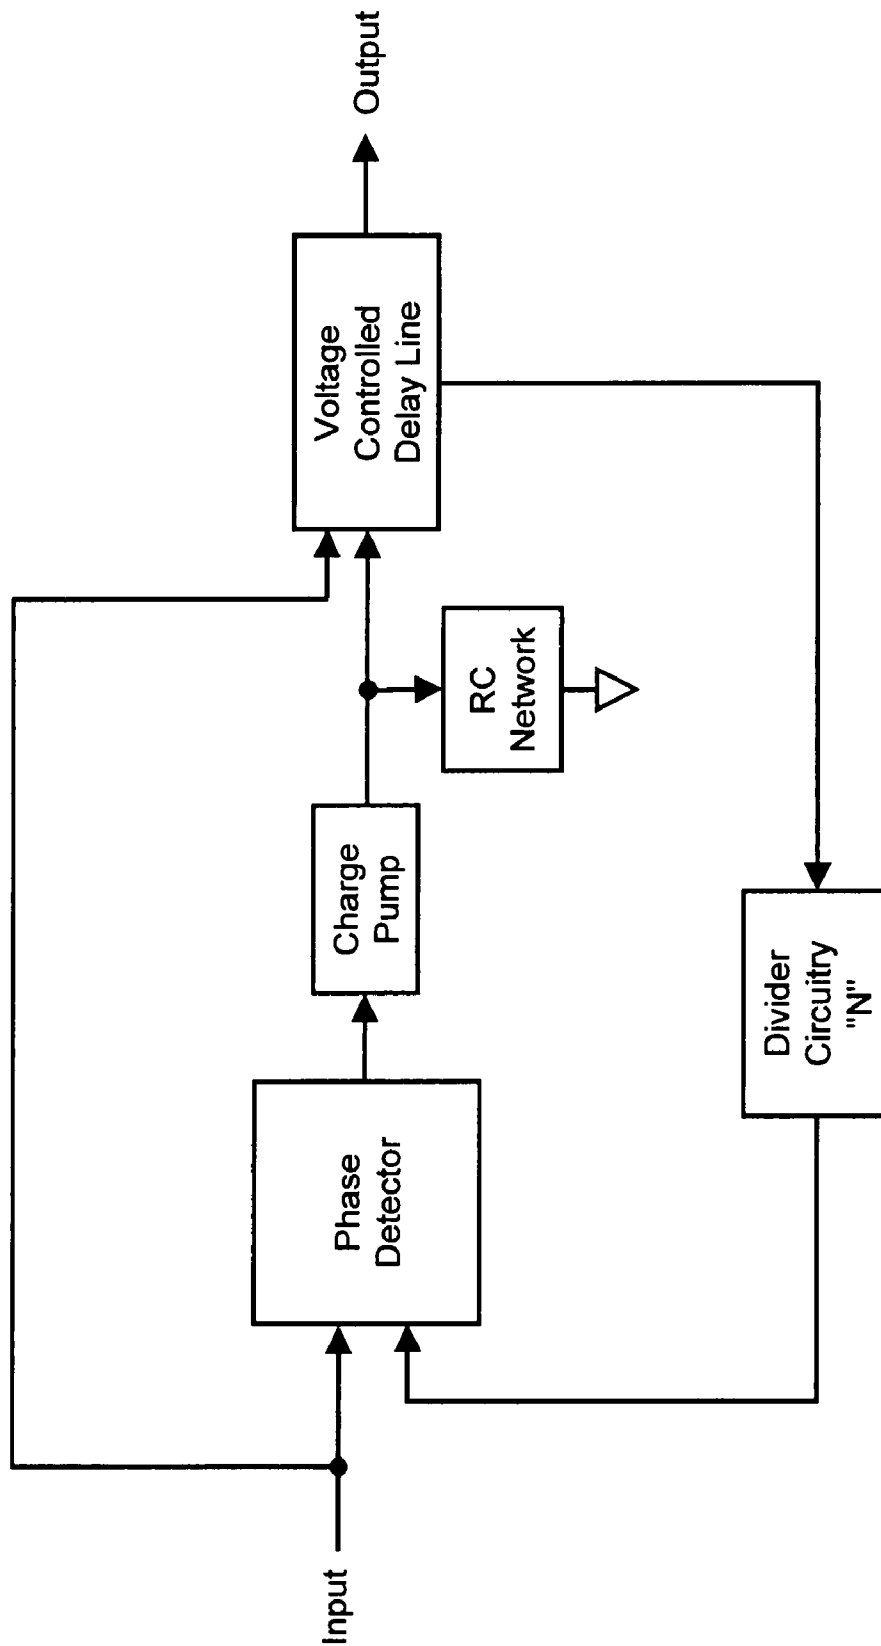 Input
Phase
Detector
Charge
Pump
RC
Network
Voltage
Controlled
Delay Line
Output
Divider
Circuitry
"N"